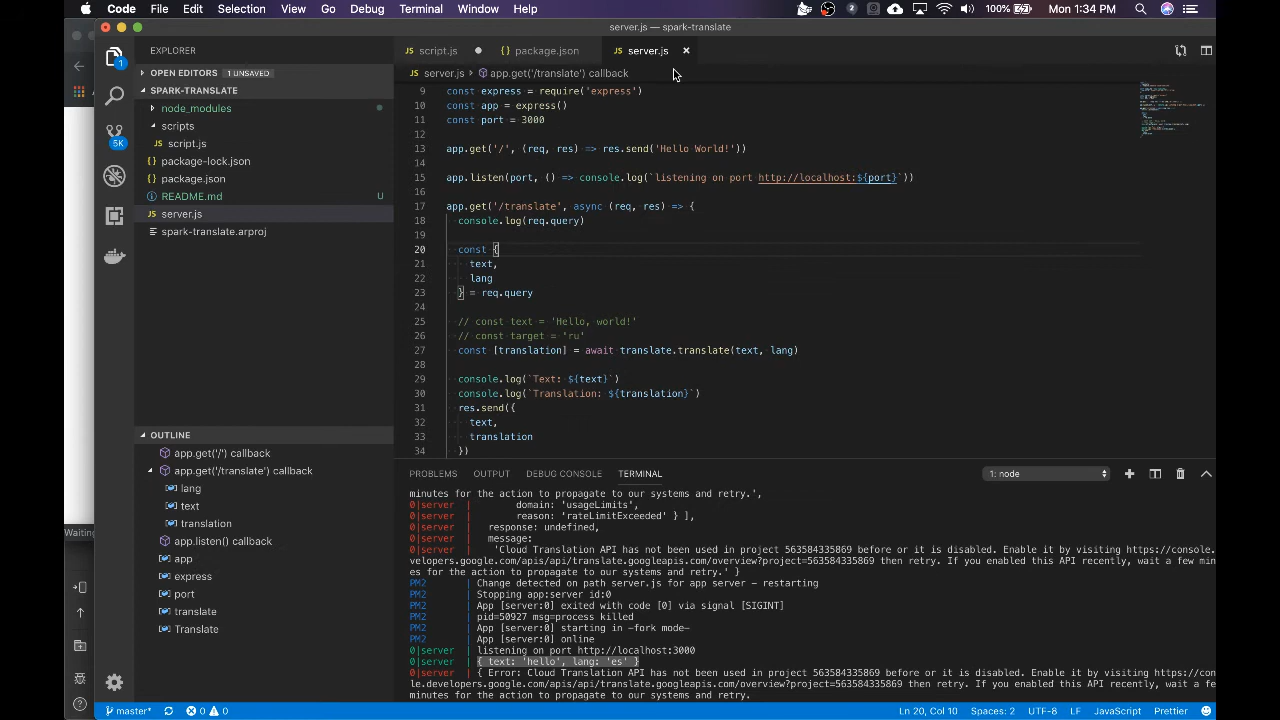 Code File Edit Selection View Go Debug Terminal Window Help 2 100% Mon 1:34 PM
server.js — spark-translate
EXPLORER
OPEN EDITORS 1 UNSAVED
SPARK-TRANSLATE
node_modules
scripts
script.js
package-lock.json
package.json
README.md U
server.js
spark-translate.arproj
1
5K
OUTLINE
app.get('/') callback
app.get('/translate') callback
lang
text
translation
app.listen() callback
app
express
port
translate
Translate
Waiting
script.js package.json server.js
server.js > app.get('/translate') callback
9 const express = require('express')
10 const app = express()
11 const port = 3000
12
13 app.get('/', (req, res) => res.send('Hello World!'))
14
15 app.listen(port, () => console.log(`listening on port http://localhost:${port}`))
16
17 app.get('/translate', async (req, res) => {
18 console.log(req.query)
19
20 const {
21 text,
22 lang
23 } = req.query
24
25 // const text = 'Hello, world!'
26 // const target = 'ru'
27 const [translation] = await translate.translate(text, lang)
28
29 console.log(`Text: ${text}`)
30 console.log(`Translation: ${translation}`)
31 res.send({
32 text,
33 translation
34 })
PROBLEMS OUTPUT DEBUG CONSOLE TERMINAL 1: node
minutes for the action to propagate to our systems and retry.',
0|server | domain: 'usageLimits',
0|server | reason: 'rateLimitExceeded' } ],
0|server | response: undefined,
0|server | message:
0|server | 'Cloud Translation API has not been used in project 563584335869 before or it is disabled. Enable it by visiting https://console.
developers.google.com/apis/api/translate.googleapis.com/overview?project=563584335869 then retry. If you enabled this API recently, wait a few minut
es for the action to propagate to our systems and retry.' }
PM2 | Change detected on path server.js for app server - restarting
PM2 | Stopping app:server id:0
PM2 | App [server:0] exited with code [0] via signal [SIGINT]
PM2 | pid=50927 msg=process killed
PM2 | App [server:0] starting in -fork mode-
PM2 | App [server:0] online
0|server | listening on port http://localhost:3000
0|server | { text: 'hello', lang: 'es' }
0|server | { Error: Cloud Translation API has not been used in project 563584335869 before or it is disabled. Enable it by visiting https://consol
e.developers.google.com/apis/api/translate.googleapis.com/overview?project=563584335869 then retry. If you enabled this API recently, wait a few
minutes for the action to propagate to our systems and retry.
master* 0 0 Ln 20, Col 10 Spaces: 2 UTF-8 LF JavaScript Prettier